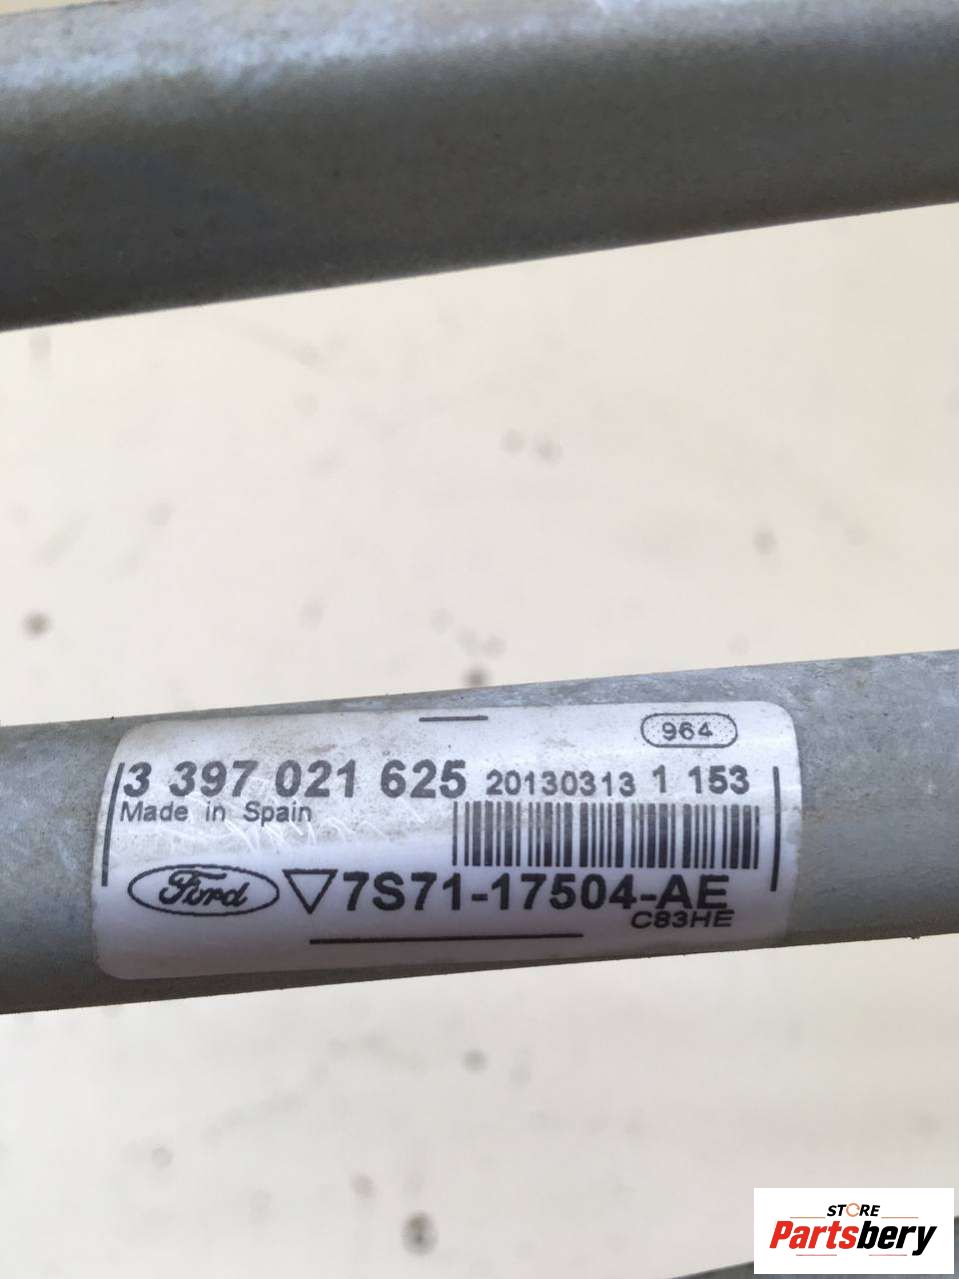 964
3 397 021 625 20130313 1 153
Made in Spain
Ford 7S71-17504-AE
C83HE
STORE
Partsbery